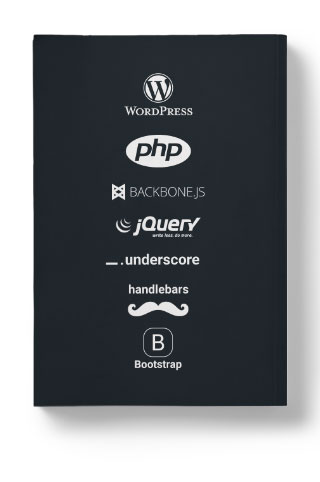 WORDPRESS
php
BACKBONE.JS
jQuery
write less, do more.
_.underscore
handlebars
B
Bootstrap